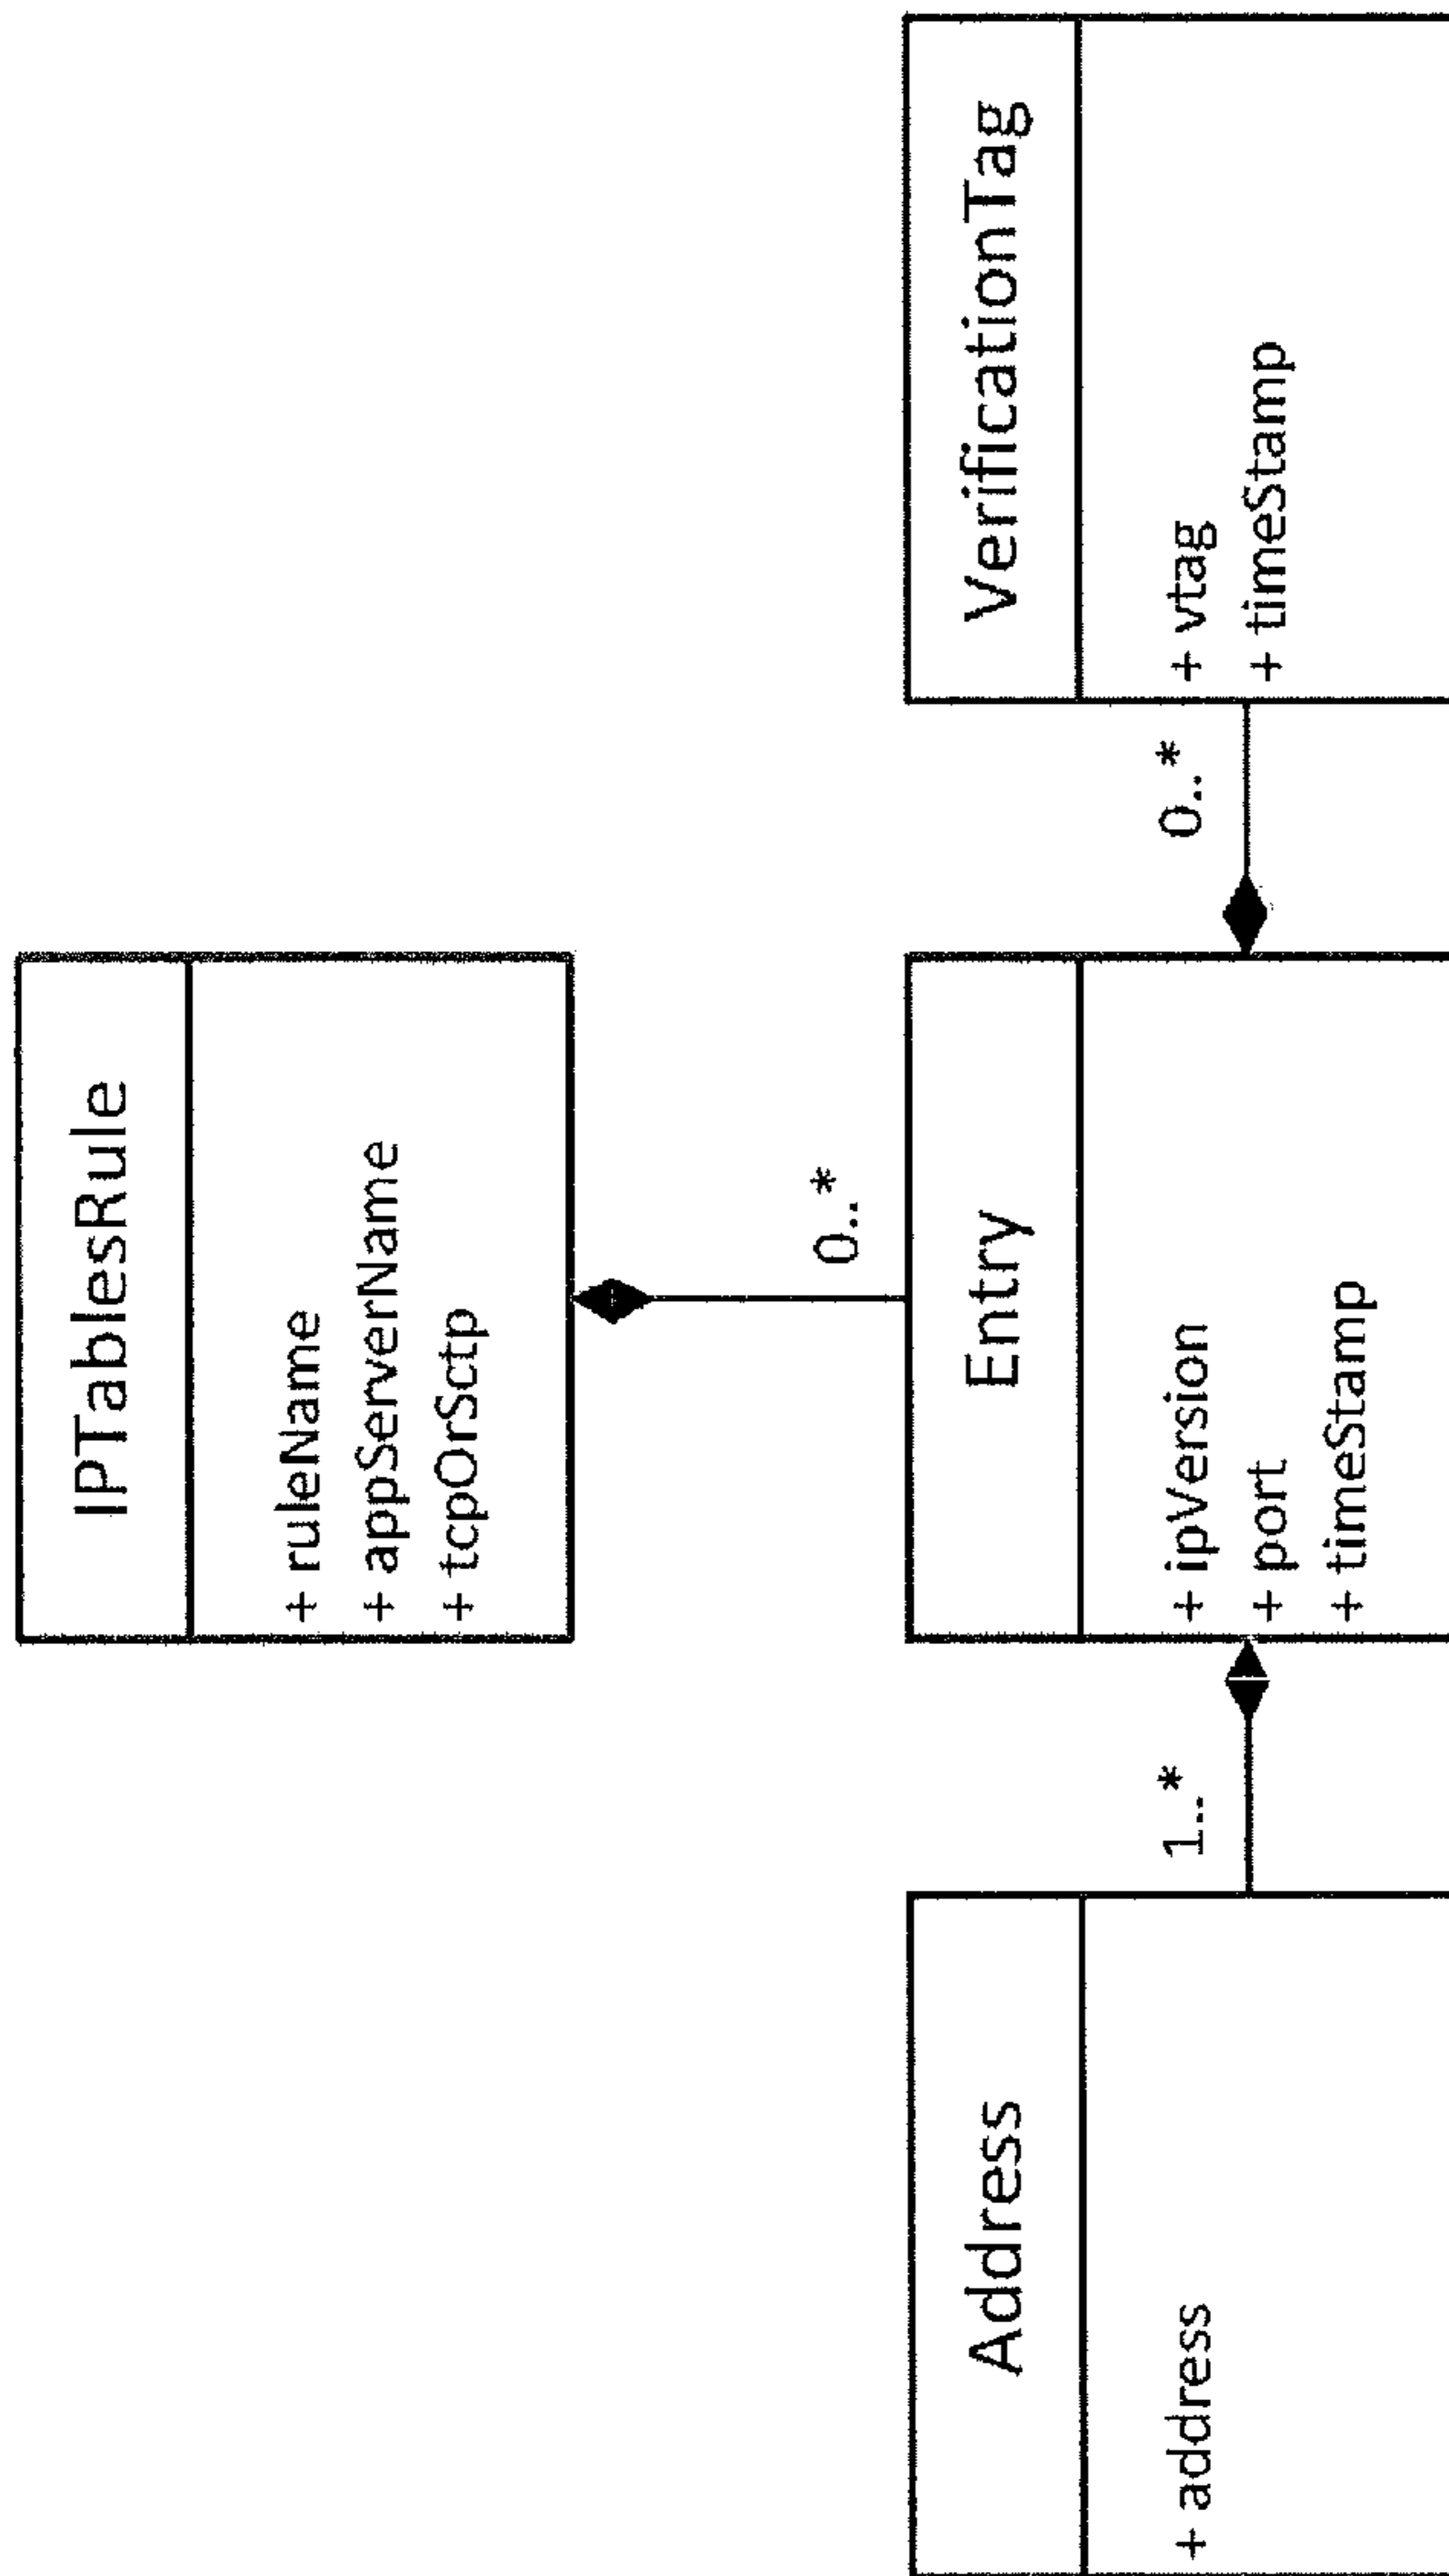 IPTablesRule
+ ruleName
+ appServerName
+ tcpOrSctp
0..*
Address
+ address
1..*
Entry
+ ipVersion
+ port
+ timeStamp
0..*
VerificationTag
+ vtag
+ timeStamp